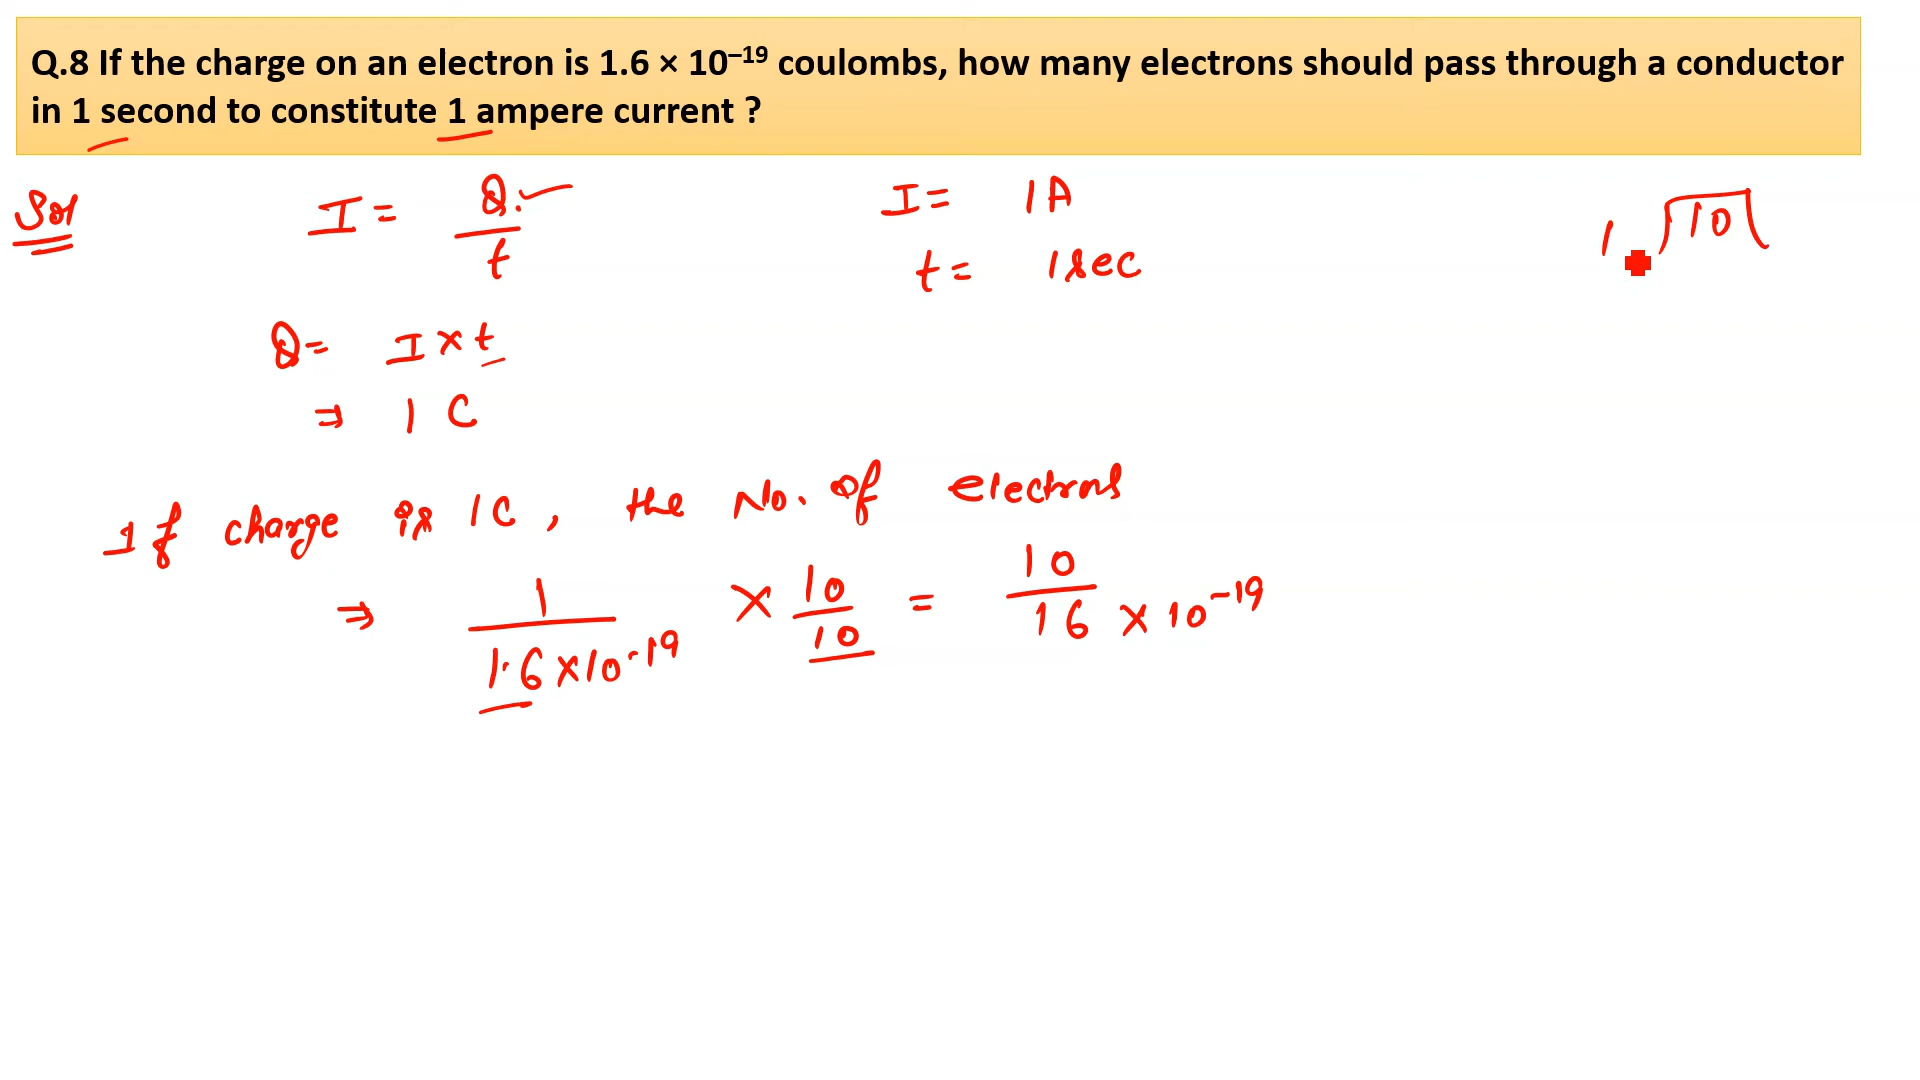 Q.8 If the charge on an electron is 1.6 × 10⁻¹⁹ coulombs, how many electrons should pass through a conductor
in 1 second to constitute 1 ampere current ?
Sol
I = Q/t
I = 1A
t = 1sec
1 √10(
Q = I × t
⇒ 1 C
If charge is 1C, the No. of electrons
⇒ 1/(1.6×10⁻¹⁹) × 10/10 = 10/(16 × 10⁻¹⁹)